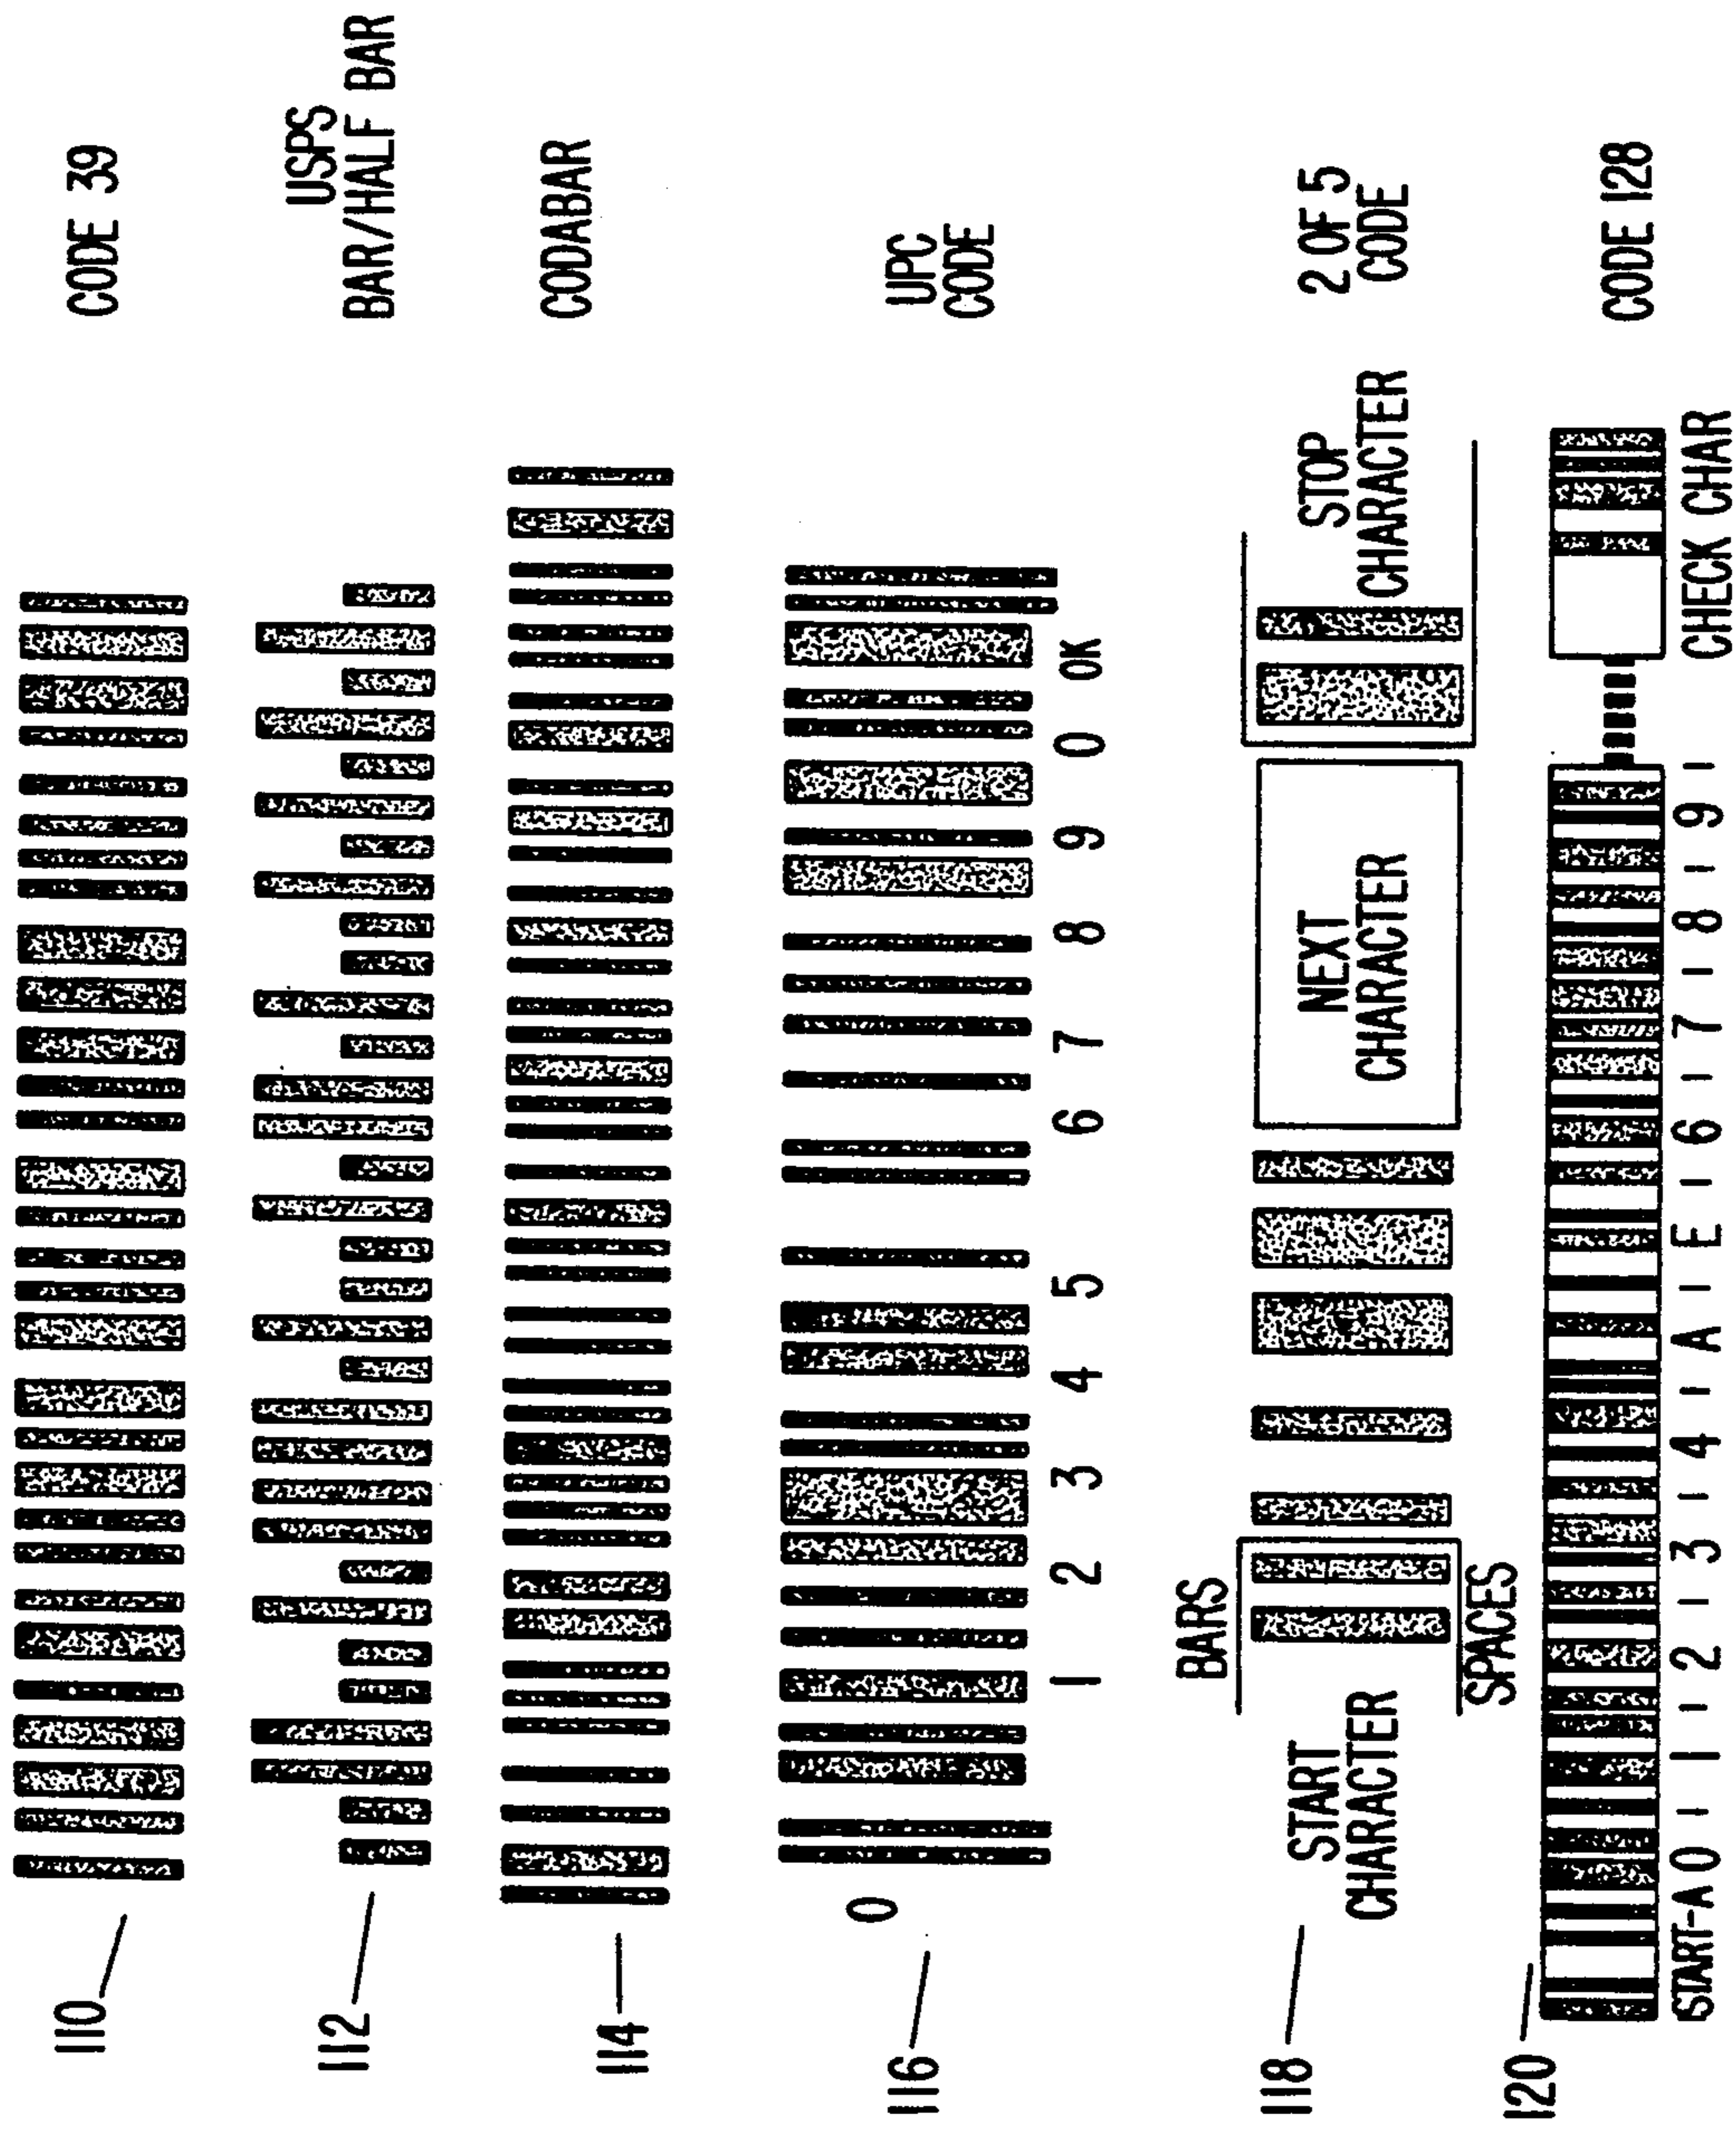 110
CODE 39
112
USPS
BAR/HALF BAR
114
CODABAR
116
0
1 2 3 4 5 6 7 8 9 0 OK
UPC
CODE
118
START
CHARACTER
BARS
SPACES
NEXT
CHARACTER
STOP
CHARACTER
2 OF 5
CODE
120
START-A 0 - 1 - 2 - 3 - 4 - A - E - 6 - 7 - 8 - 9 -
CHECK CHAR
CODE 128